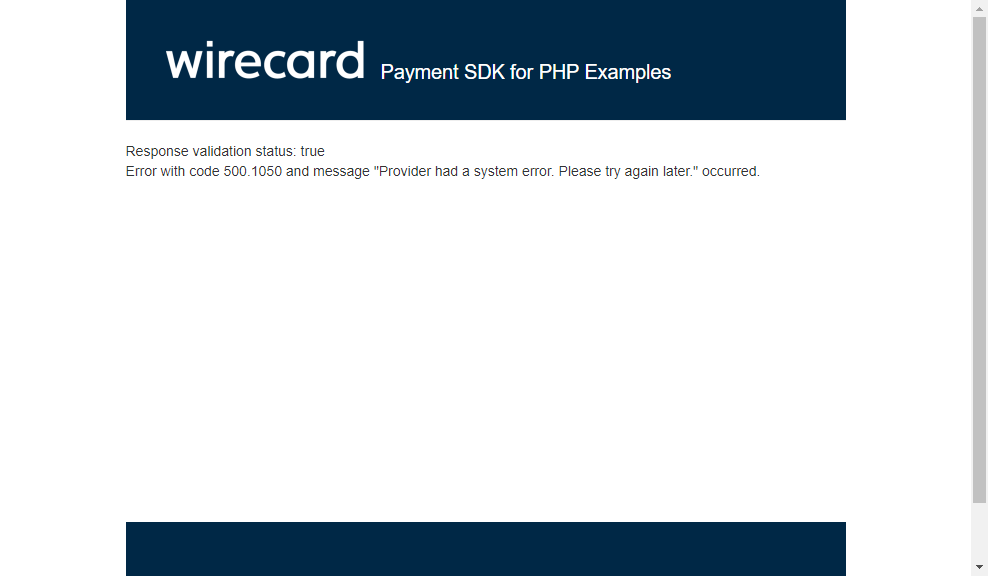 wirecard Payment SDK for PHP Examples
Response validation status: true
Error with code 500.1050 and message "Provider had a system error. Please try again later." occurred.